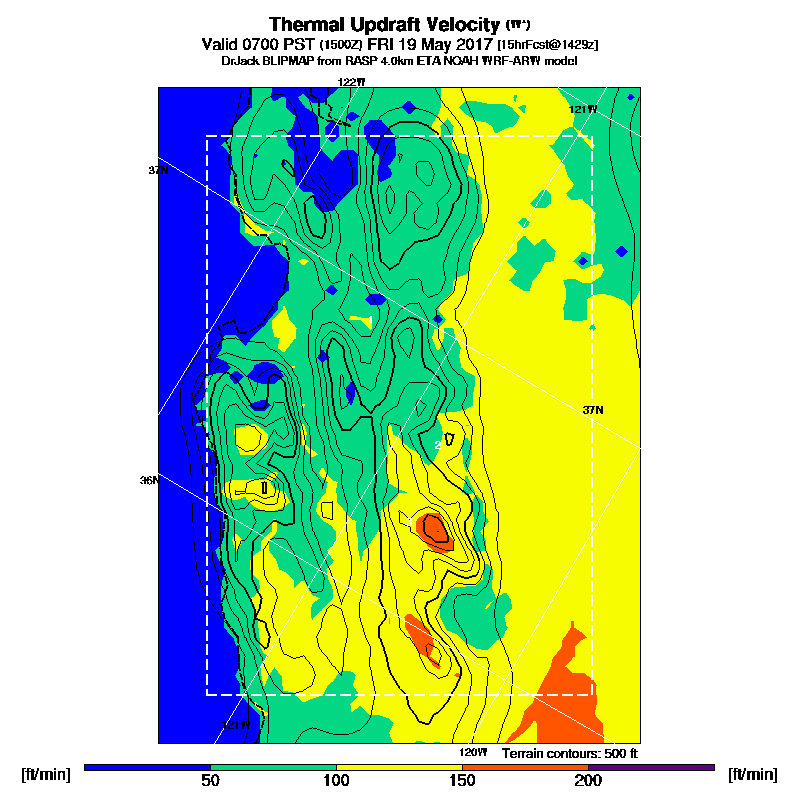 Thermal Updraft Velocity (W*)
Valid 0700 PST (1500Z) FRI 19 May 2017 [15hrFcst@1429z]
DrJack BLIPMAP from RASP 4.0km ETA NOAH WRF-ARW model
122W
121W
37N
1
37N
2
36N
121W
120W Terrain contours: 500 ft
[ft/min] 50 100 150 200 [ft/min]